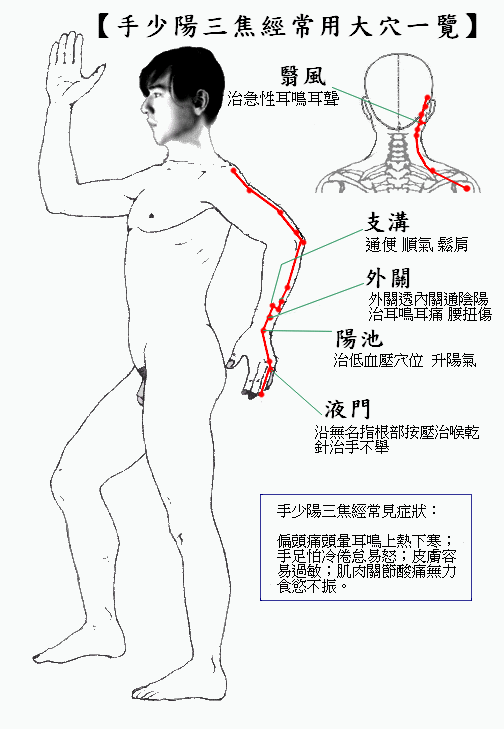 【手少陽三焦經常用大穴一覽】
翳風
治急性耳鳴耳聾
支溝
通便 順氣 鬆肩
外關
外關透內關通陰陽
治耳鳴耳痛 腰扭傷
陽池
治低血壓穴位 升陽氣
液門
沿無名指根部按壓治喉乾
針治手不舉
手少陽三焦經常見症狀：
偏頭痛頭暈耳鳴上熱下寒；
手足怕冷倦怠易怒；皮膚容
易過敏；肌肉關節酸痛無力
食慾不振。